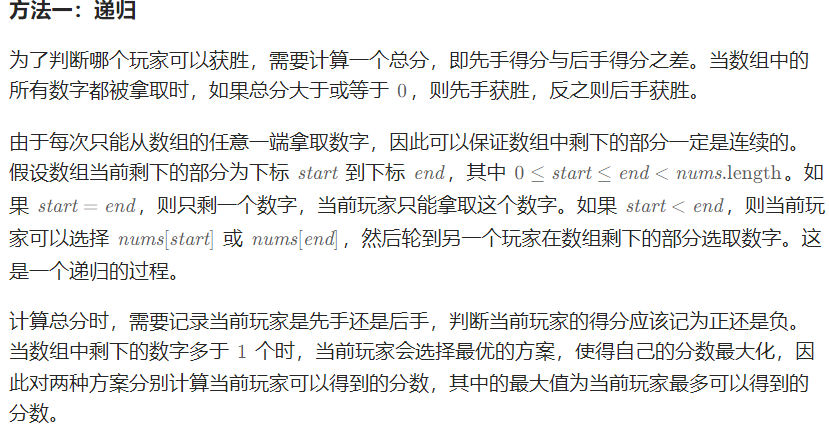 方法一：递归
为了判断哪个玩家可以获胜，需要计算一个总分，即先手得分与后手得分之差。当数组中的
所有数字都被拿取时，如果总分大于或等于 0，则先手获胜，反之则后手获胜。
由于每次只能从数组的任意一端拿取数字，因此可以保证数组中剩下的部分一定是连续的。
假设数组当前剩下的部分为下标 start 到下标 end，其中 0 ≤ start ≤ end < nums.length。如
果 start = end，则只剩一个数字，当前玩家只能拿取这个数字。如果 start < end，则当前玩
家可以选择 nums[start] 或 nums[end]，然后轮到另一个玩家在数组剩下的部分选取数字。这
是一个递归的过程。
计算总分时，需要记录当前玩家是先手还是后手，判断当前玩家的得分应该记为正还是负。
当数组中剩下的数字多于 1 个时，当前玩家会选择最优的方案，使得自己的分数最大化，因
此对两种方案分别计算当前玩家可以得到的分数，其中的最大值为当前玩家最多可以得到的
分数。